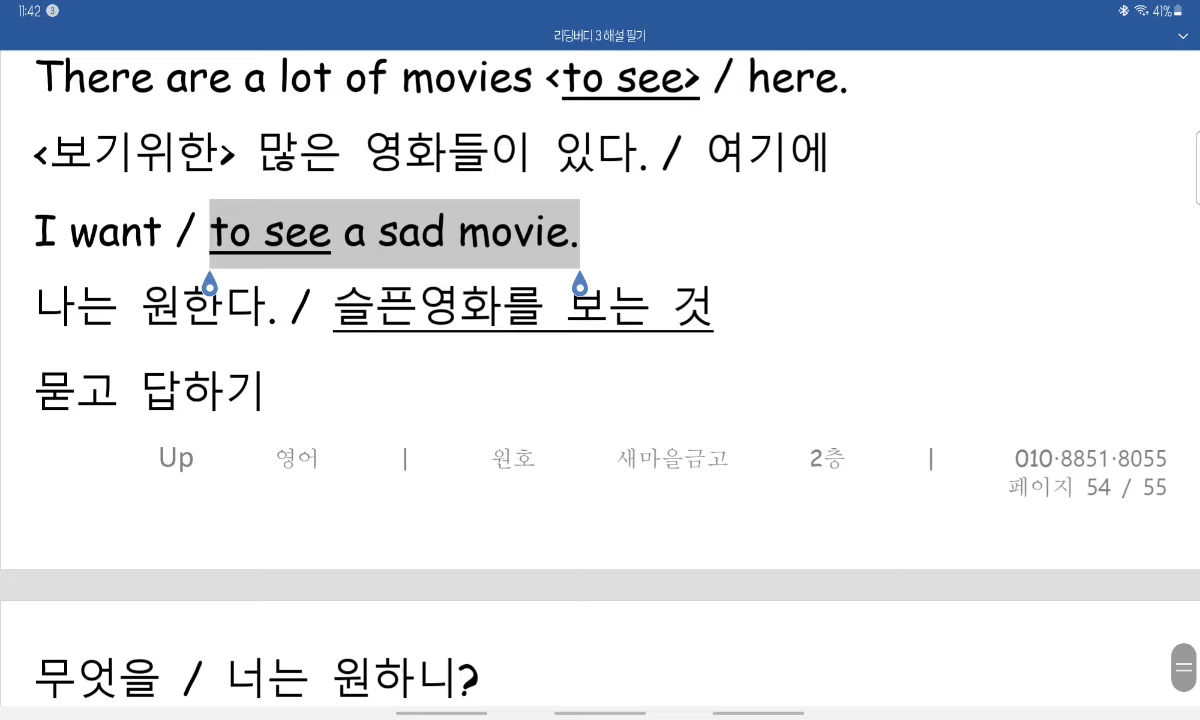 11:42 3 41%
리딩버디 3 해설 필기
There are a lot of movies <to see> / here.
<보기위한> 많은 영화들이 있다. / 여기에
I want / to see a sad movie.
나는 원한다. / 슬픈영화를 보는 것
묻고 답하기
Up 영어 | 원호 새마을금고 2층 | 010·8851·8055
페이지 54 / 55
무엇을 / 너는 원하니?